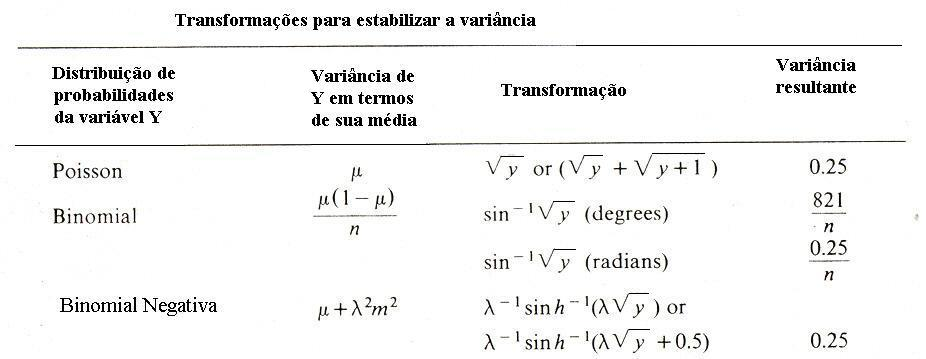 Transformações para estabilizar a variância
Distribuição de probabilidades da variável Y
Variância de Y em termos de sua média
Transformação
Variância resultante
Poisson μ √y or (√y + √(y+1)) 0.25
Binomial μ(1 − μ)/n sin⁻¹√y (degrees) 821/n
sin⁻¹√y (radians) 0.25/n
Binomial Negativa μ + λ²m² λ⁻¹ sin h⁻¹(λ√y) or
λ⁻¹ sin h⁻¹(λ√y + 0.5) 0.25